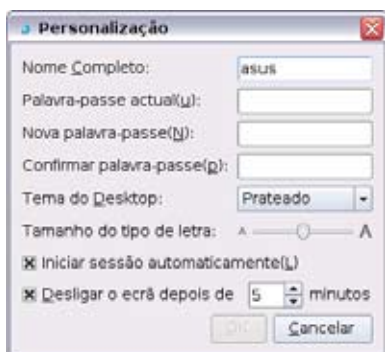 Personalização
Nome Completo: asus
Palavra-passe actual(u):
Nova palavra-passe(N):
Confirmar palavra-passe(p):
Tema do Desktop: Prateado
Tamanho do tipo de letra: A A
Iniciar sessão automaticamente(L)
Desligar o ecrã depois de 5 minutos
OK Cancelar